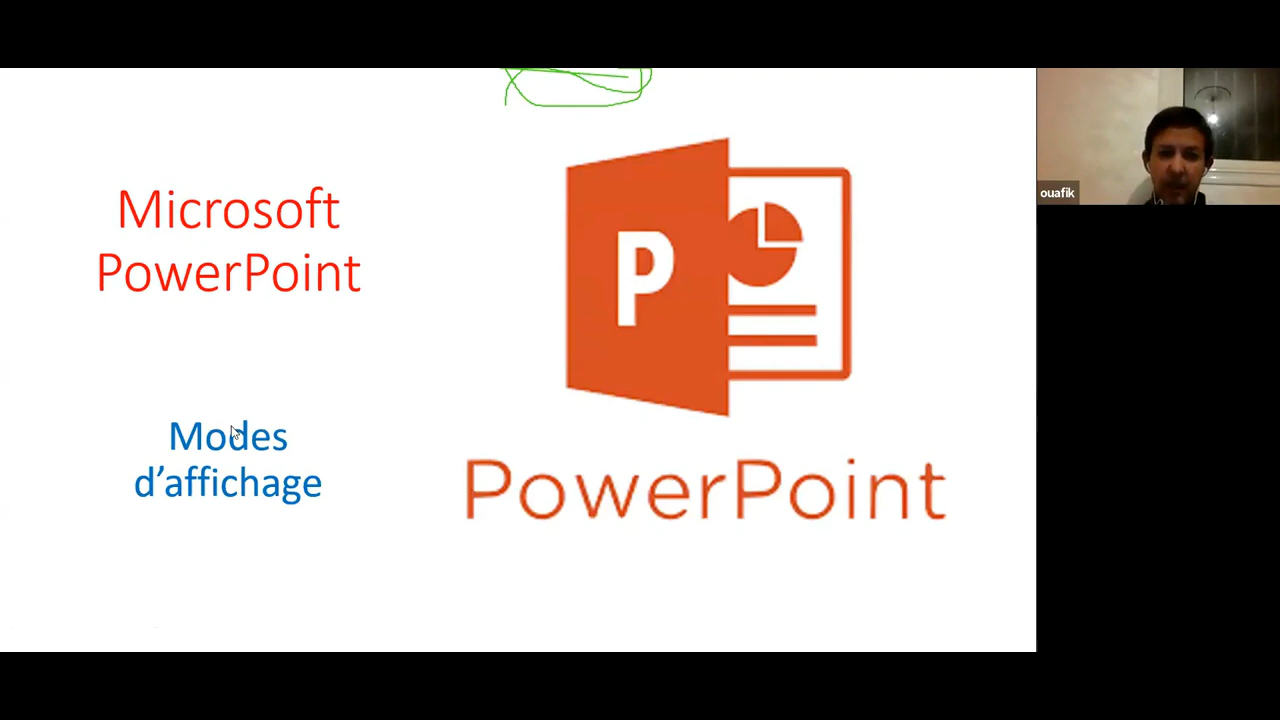 Microsoft
PowerPoint
Modes
d’affichage
P
PowerPoint
ouafik